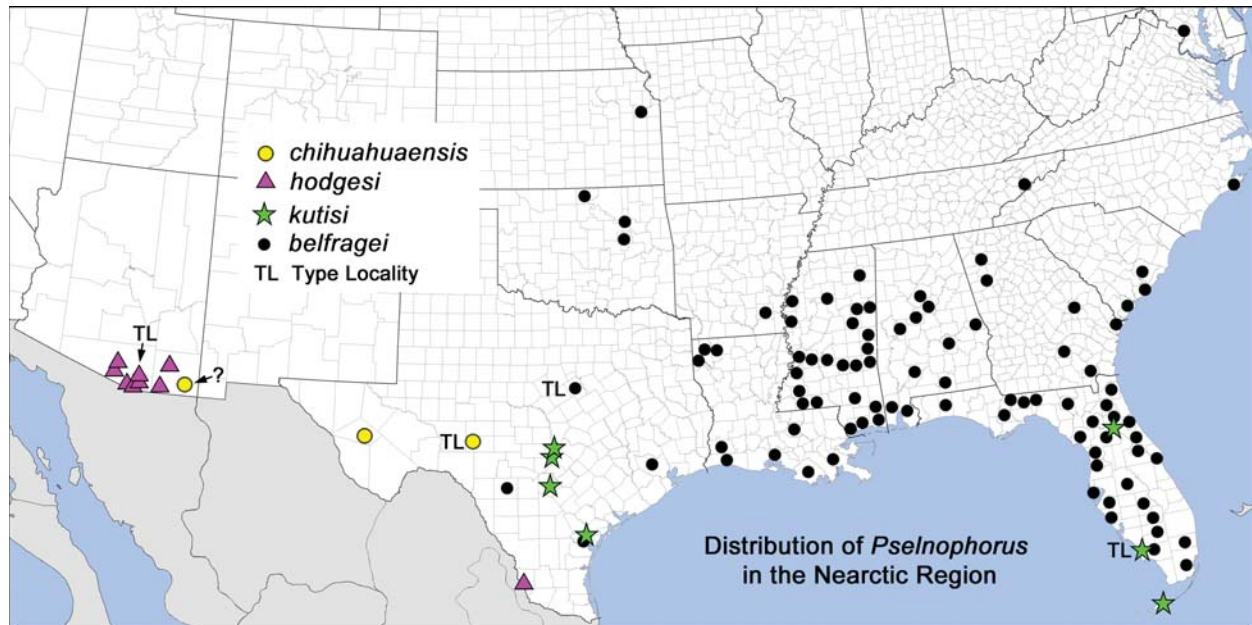 chihuahuaensis
hodgesi
kutisi
belfragei
TL Type Locality
TL
?
TL
TL
TL
Distribution of Pselnophorus
in the Nearctic Region